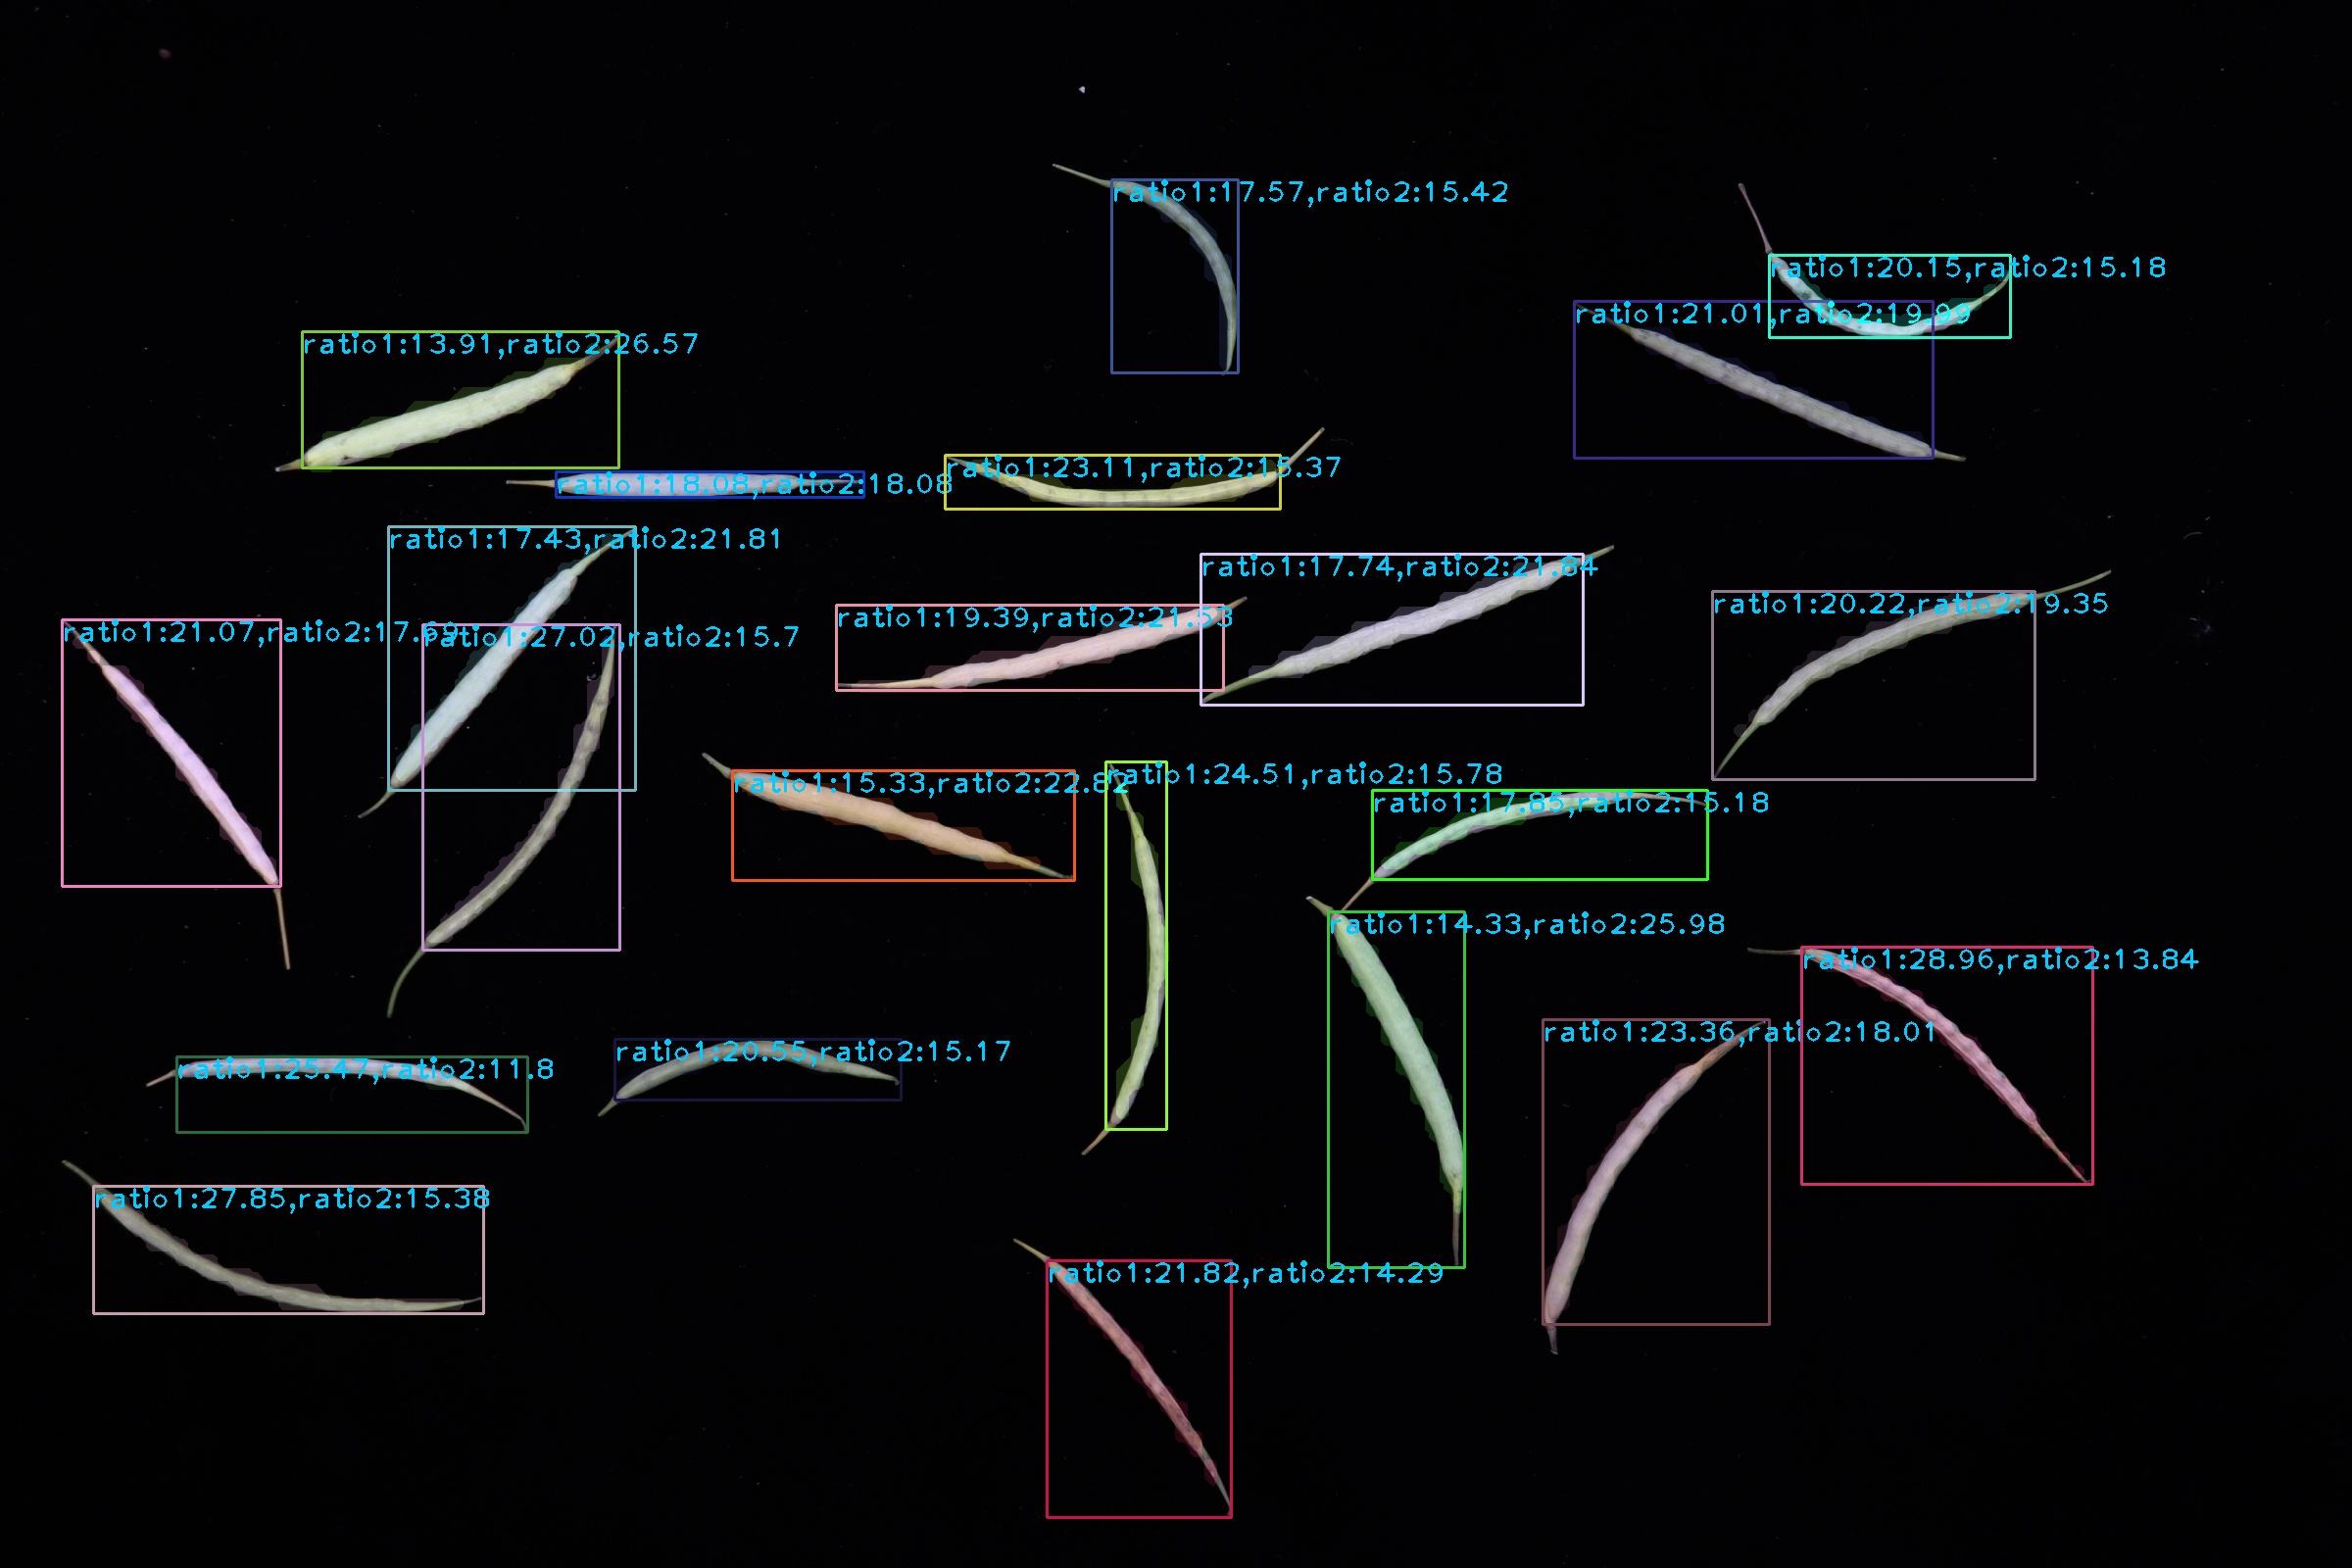 ratio1:17.57,ratio2:15.42
ratio1:20.15,ratio2:15.18
ratio1:21.01,ratio2:19.99
ratio1:13.91,ratio2:26.57
ratio1:23.11,ratio2:15.37
ratio1:18.08,ratio2:18.08
ratio1:17.43,ratio2:21.81
ratio1:17.74,ratio2:21.84
ratio1:20.22,ratio2:19.35
ratio1:19.39,ratio2:21.53
ratio1:21.07,ratio2:17.69
ratio1:27.02,ratio2:15.7
ratio1:24.51,ratio2:15.78
ratio1:15.33,ratio2:22.82
ratio1:17.85,ratio2:15.18
ratio1:14.33,ratio2:25.98
ratio1:28.96,ratio2:13.84
ratio1:23.36,ratio2:18.01
ratio1:20.55,ratio2:15.17
ratio1:25.47,ratio2:11.8
ratio1:27.85,ratio2:15.38
ratio1:21.82,ratio2:14.29